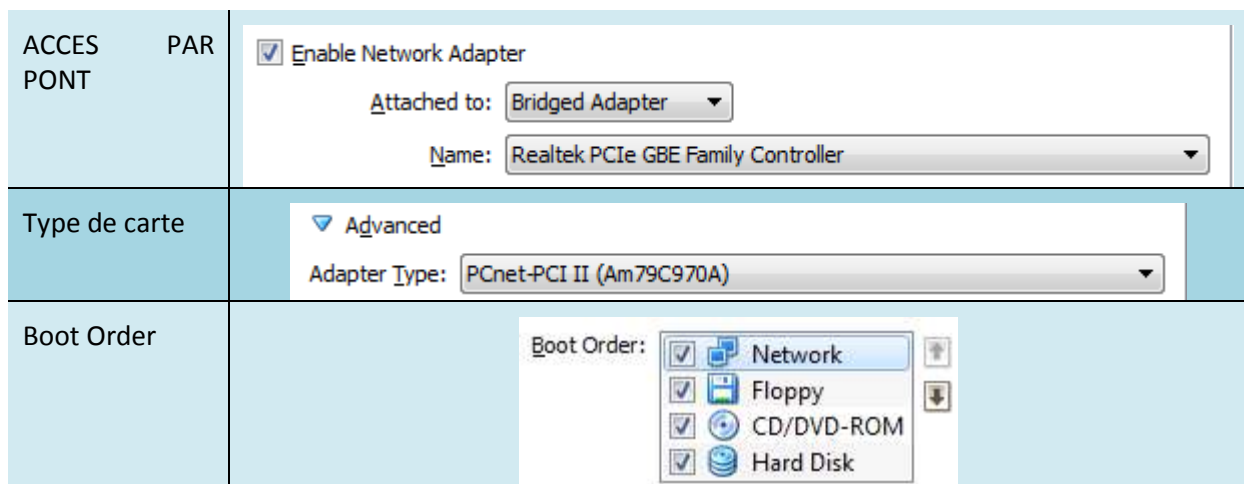 ACCES PAR
PONT
Enable Network Adapter
Attached to: Bridged Adapter
Name: Realtek PCIe GBE Family Controller
Type de carte
Advanced
Adapter Type: PCnet-PCI II (Am79C970A)
Boot Order
Boot Order: Network
Floppy
CD/DVD-ROM
Hard Disk